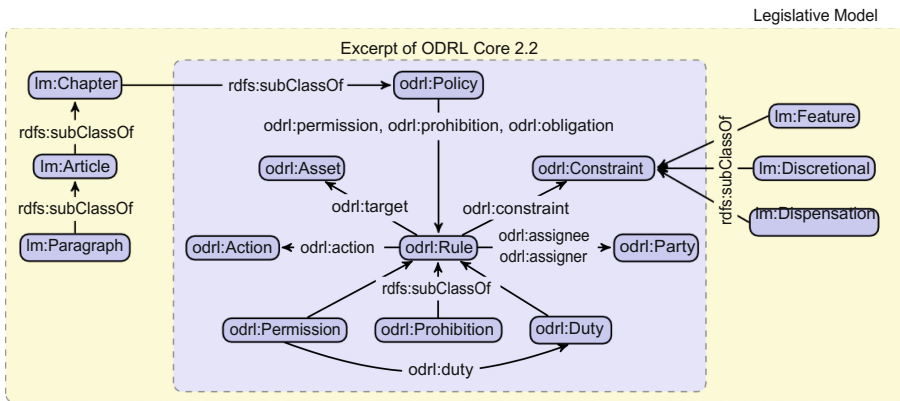 Legislative Model
Excerpt of ODRL Core 2.2
lm:Chapter
rdfs:subClassOf
odrl:Policy
rdfs:subClassOf
odrl:permission, odrl:prohibition, odrl:obligation
lm:Feature
lm:Article
odrl:Asset
odrl:Constraint
lm:Discretional
rdfs:subClassOf
rdfs:subClassOf
odrl:target
odrl:constraint
lm:Dispensation
lm:Paragraph
odrl:Action
odrl:action
odrl:Rule
odrl:assignee
odrl:assigner
odrl:Party
rdfs:subClassOf
odrl:Permission
odrl:Prohibition
odrl:Duty
odrl:duty